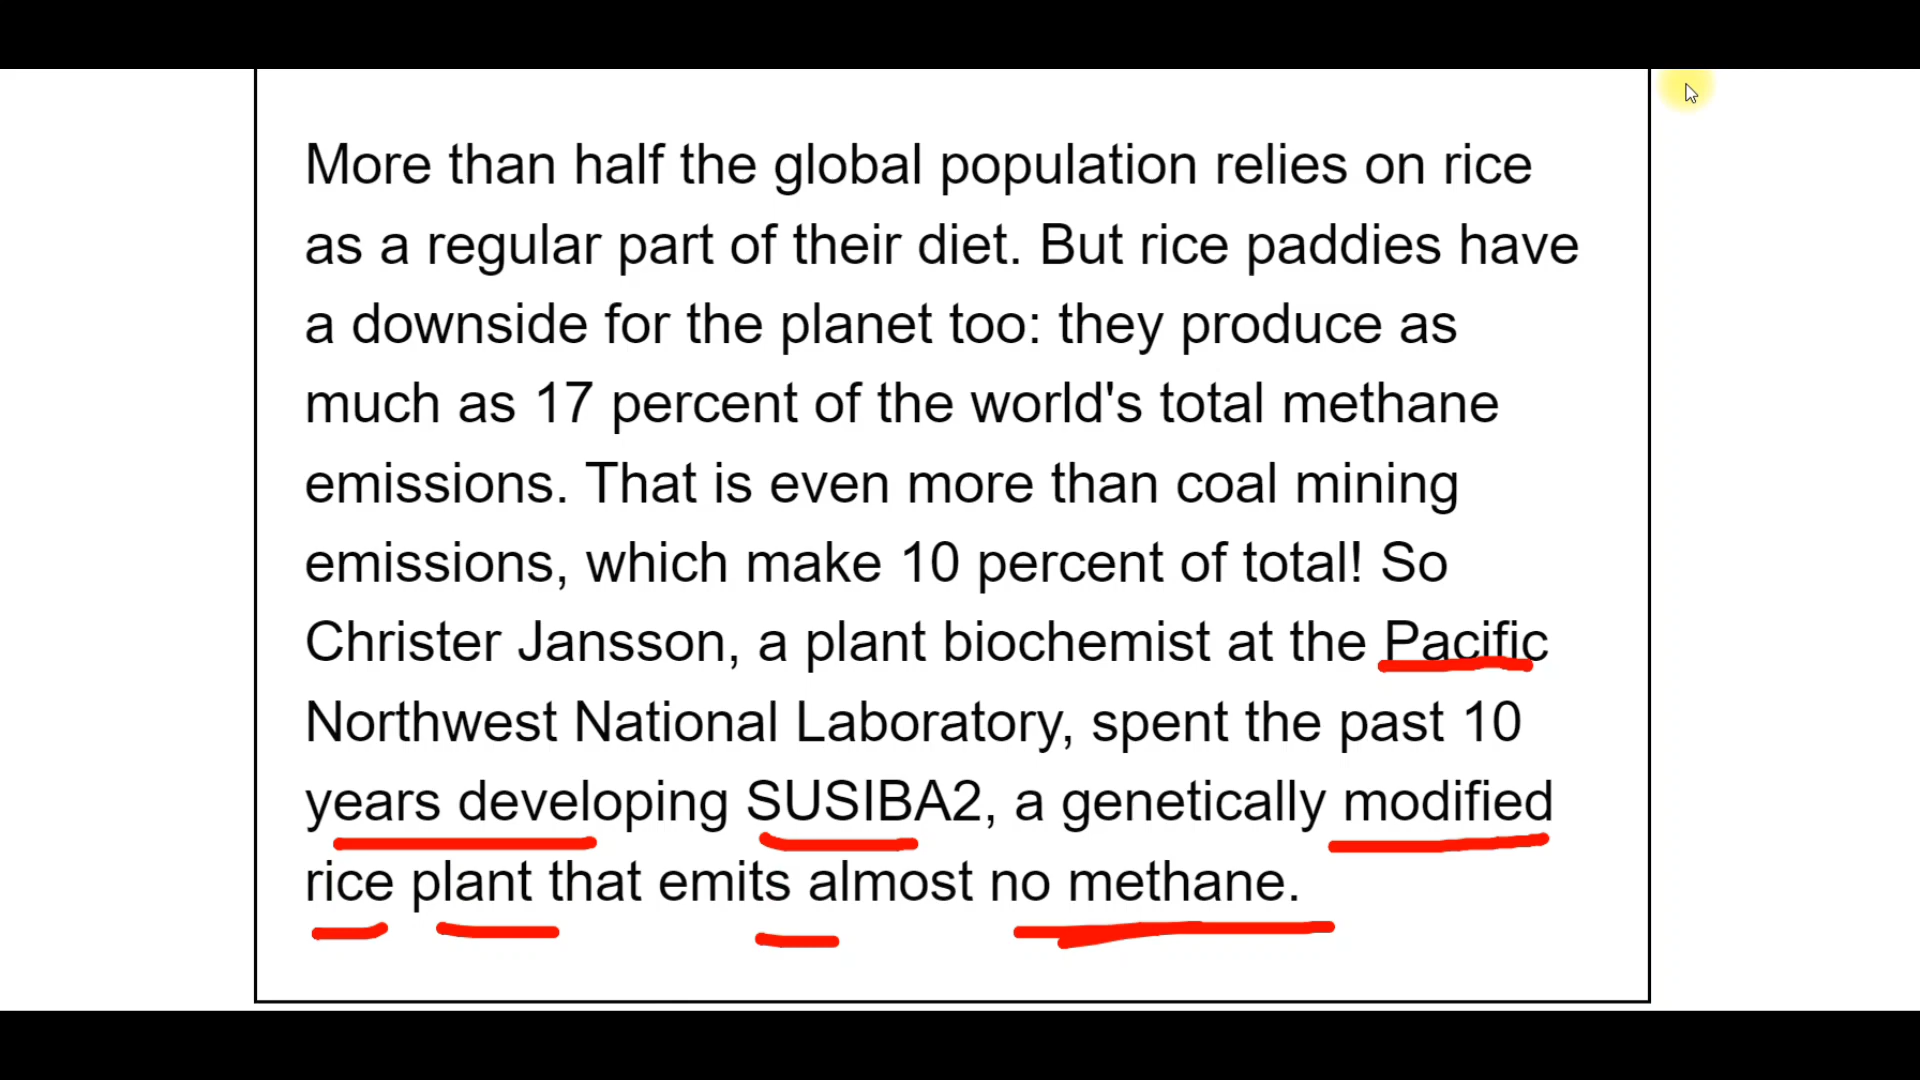 More than half the global population relies on rice
as a regular part of their diet. But rice paddies have
a downside for the planet too: they produce as
much as 17 percent of the world's total methane
emissions. That is even more than coal mining
emissions, which make 10 percent of total! So
Christer Jansson, a plant biochemist at the Pacific
Northwest National Laboratory, spent the past 10
years developing SUSIBA2, a genetically modified
rice plant that emits almost no methane.